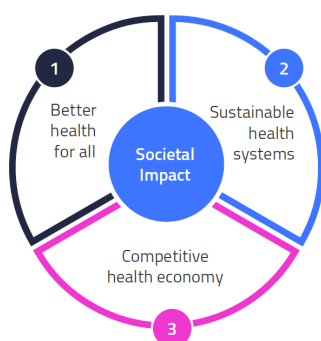 1
Better
health
for all
2
Sustainable
health
systems
Societal
Impact
Competitive
health economy
3